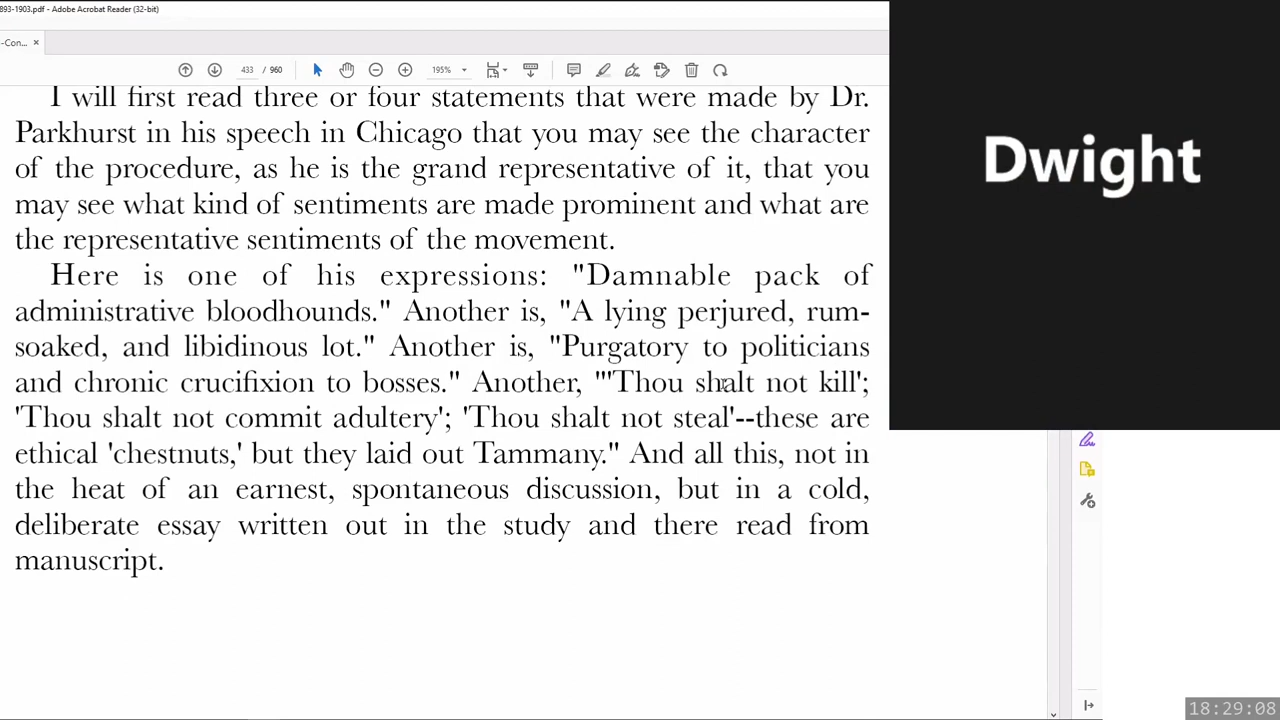 893-1903.pdf - Adobe Acrobat Reader (32-bit)
-Con... ×
433 / 960 195%
I will first read three or four statements that were made by Dr.
Parkhurst in his speech in Chicago that you may see the character
of the procedure, as he is the grand representative of it, that you
may see what kind of sentiments are made prominent and what are
the representative sentiments of the movement.
Here is one of his expressions: "Damnable pack of
administrative bloodhounds." Another is, "A lying perjured, rum-
soaked, and libidinous lot." Another is, "Purgatory to politicians
and chronic crucifixion to bosses." Another, "'Thou shalt not kill';
'Thou shalt not commit adultery'; 'Thou shalt not steal'--these are
ethical 'chestnuts,' but they laid out Tammany." And all this, not in
the heat of an earnest, spontaneous discussion, but in a cold,
deliberate essay written out in the study and there read from
manuscript.
Dwight
18:29:08